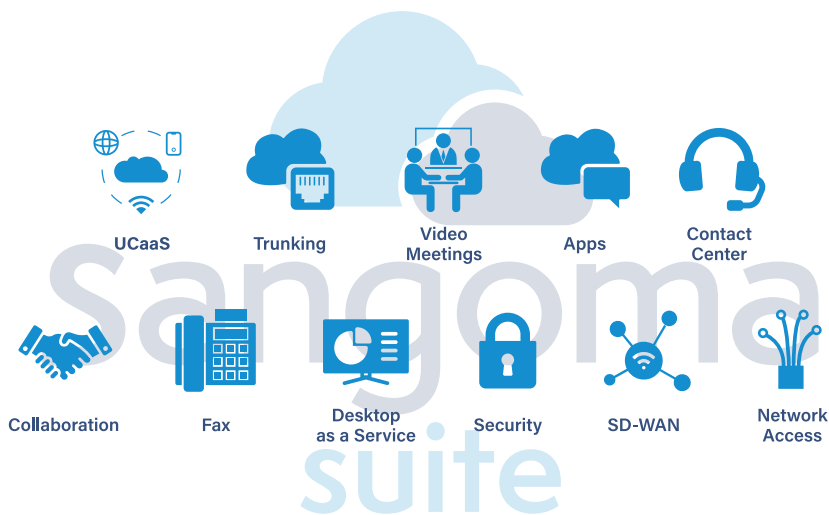 UCaaS
Trunking
Video
Meetings
Apps
Contact
Center
sangoma
Collaboration
Fax
Desktop
as a Service
Security
SD-WAN
Network
Access
suite